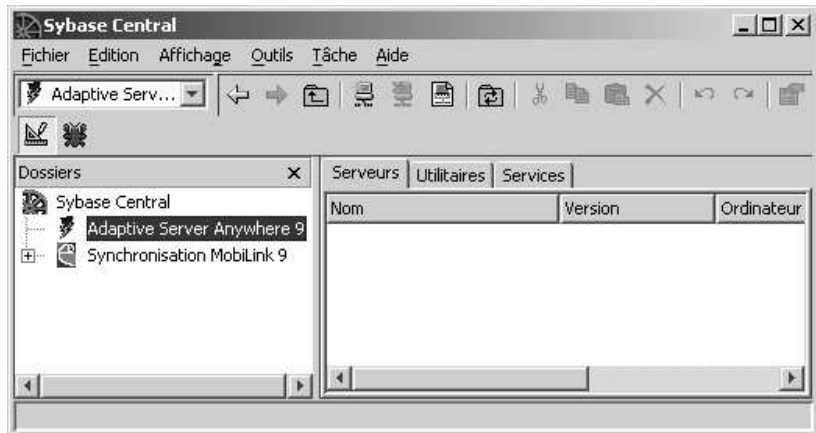 Sybase Central
Fichier Edition Affichage Outils Tâche Aide
Adaptive Serv...
Dossiers
Sybase Central
Adaptive Server Anywhere 9
Synchronisation MobiLink 9
Serveurs Utilitaires Services
Nom Version Ordinateur